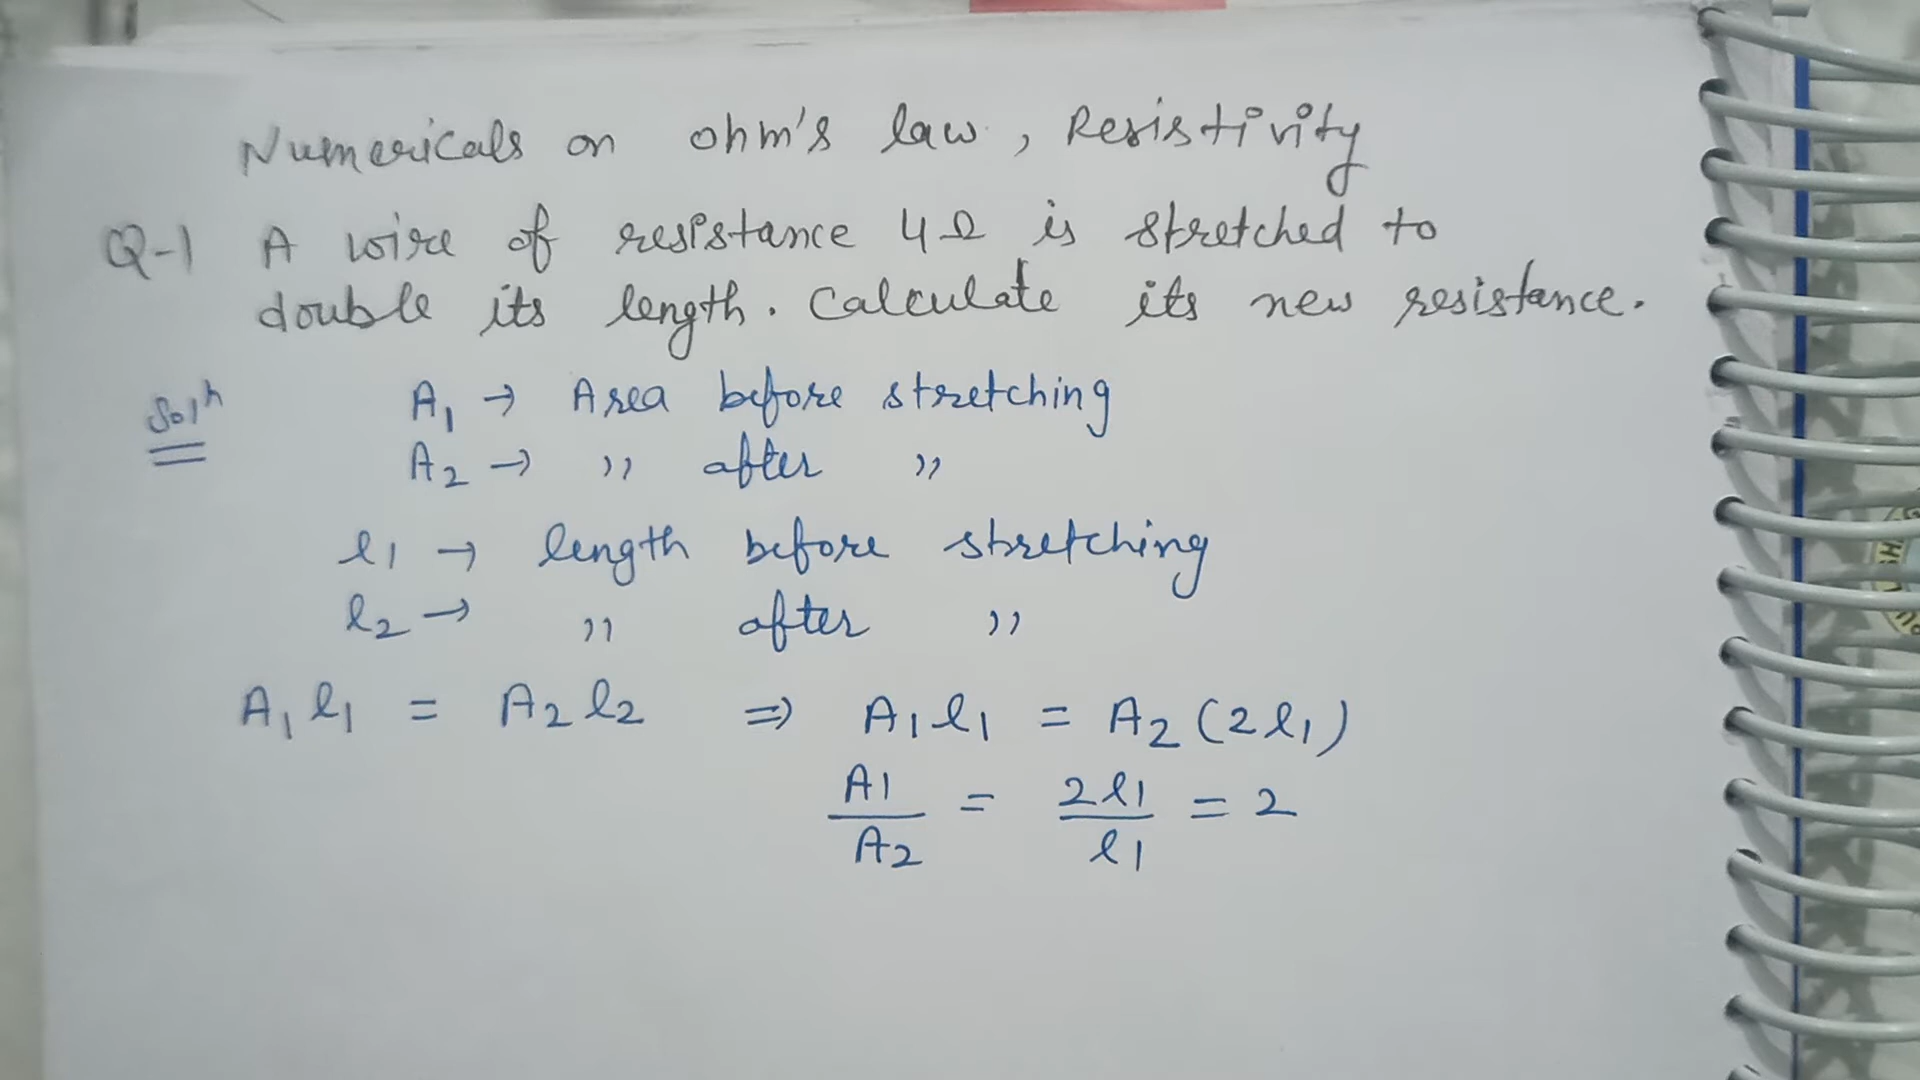 Numericals on ohm's law, Resistivity
Q-1 A wire of resistance 4Ω is stretched to
double its length. Calculate its new resistance.
Solⁿ A₁ → Area before stretching
A₂ → " after "
l₁ → length before stretching
l₂ → " after "
A₁ l₁ = A₂ l₂ ⇒ A₁ l₁ = A₂ (2l₁)
A1/A2 = 2l1/l1 = 2